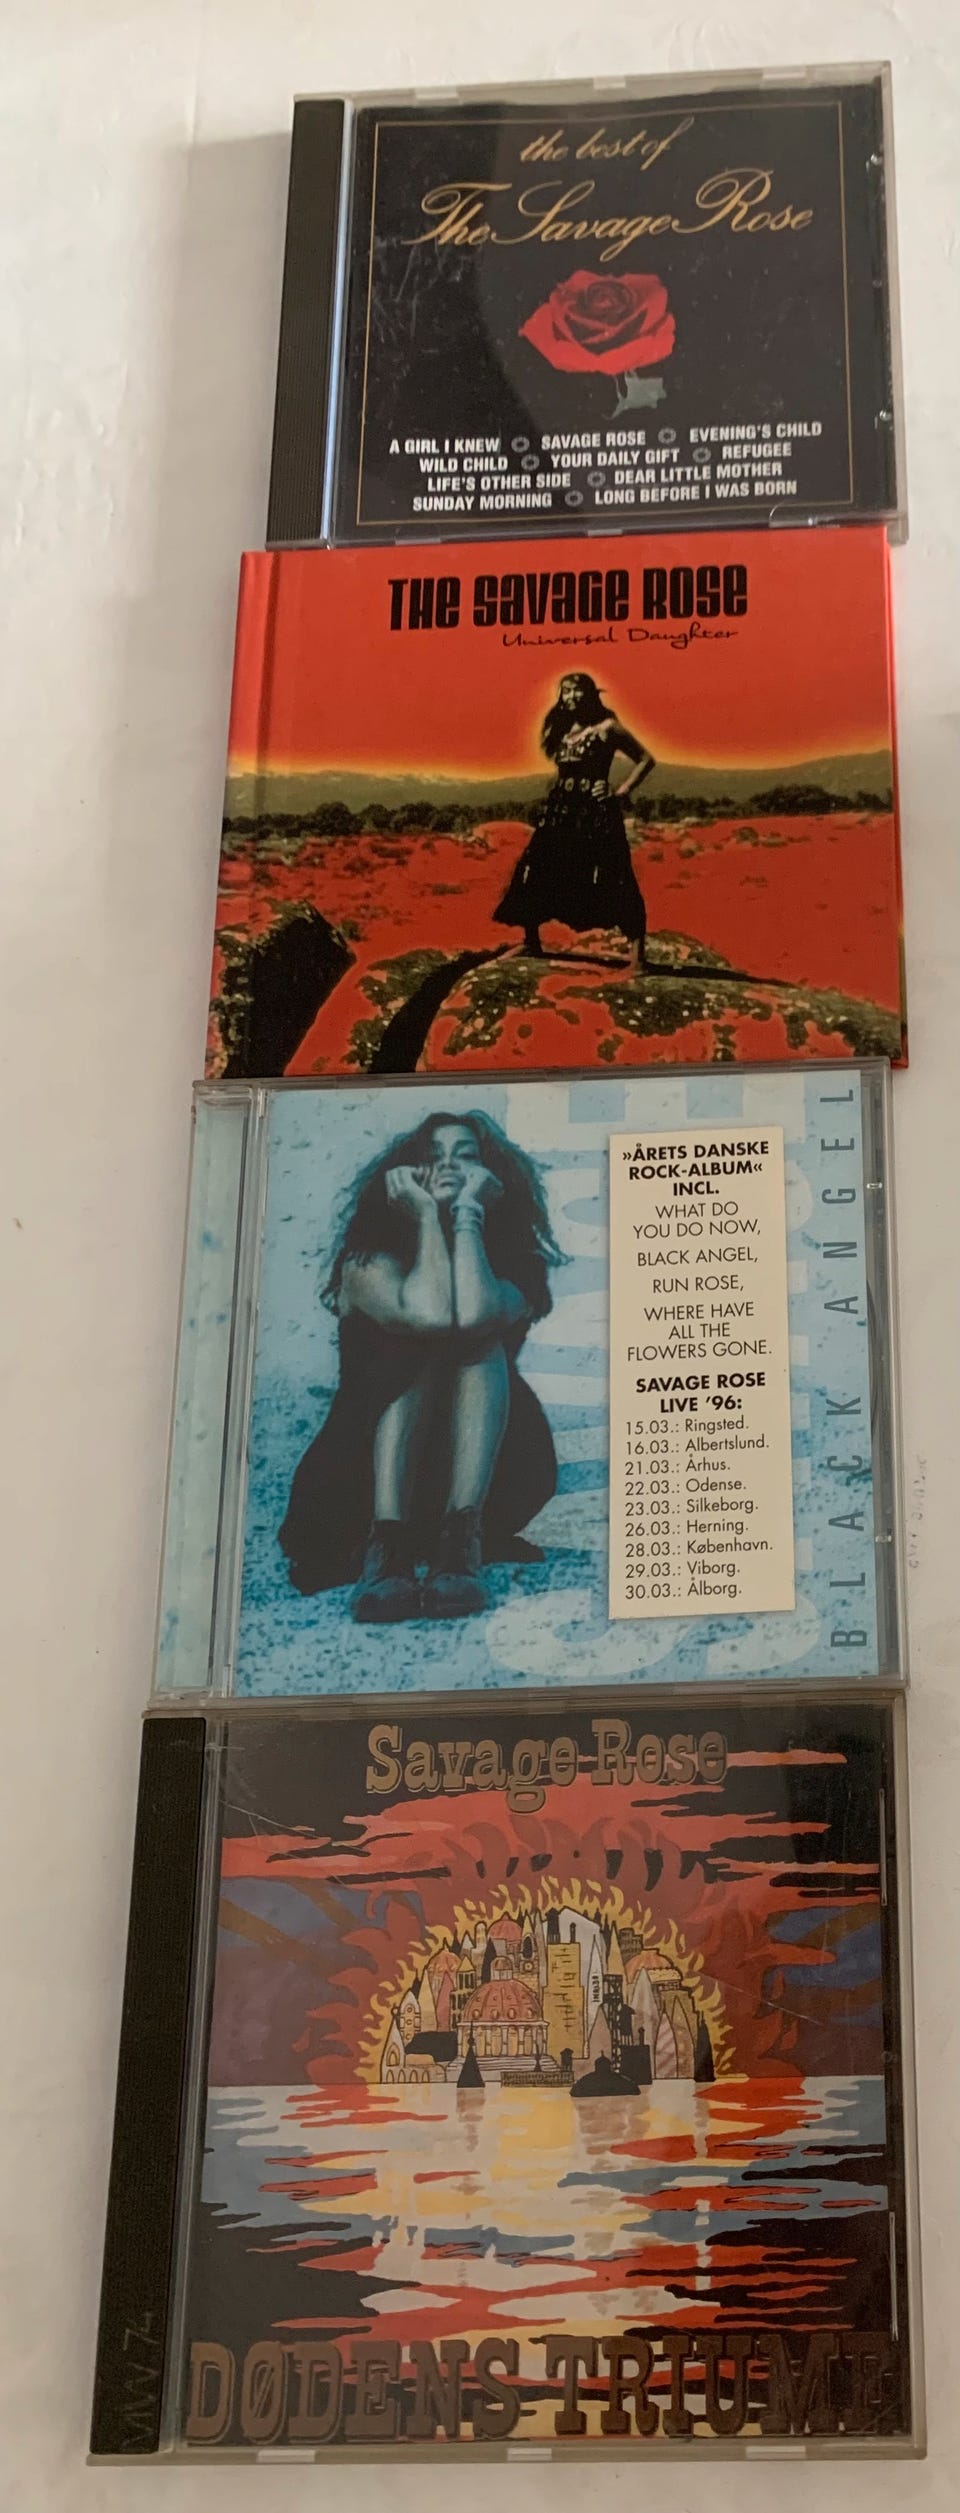 the best of
The Savage Rose
A GIRL I KNEW SAVAGE ROSE EVENING'S CHILD
WILD CHILD YOUR DAILY GIFT REFUGEE
LIFE'S OTHER SIDE DEAR LITTLE MOTHER
SUNDAY MORNING LONG BEFORE I WAS BORN
THE SAVAGE ROSE
Universal Daughter
SAVAGE
BLACK ANGEL
»ÅRETS DANSKE
ROCK-ALBUM«
INCL.
WHAT DO
YOU DO NOW,
BLACK ANGEL,
RUN ROSE,
WHERE HAVE
ALL THE
FLOWERS GONE.
SAVAGE ROSE
LIVE '96:
15.03.: Ringsted.
16.03.: Albertslund.
21.03.: Århus.
22.03.: Odense.
23.03.: Silkeborg.
26.03.: Herning.
28.03.: København.
29.03.: Viborg.
30.03.: Ålborg.
Savage Rose
DØDENS TRIUMF